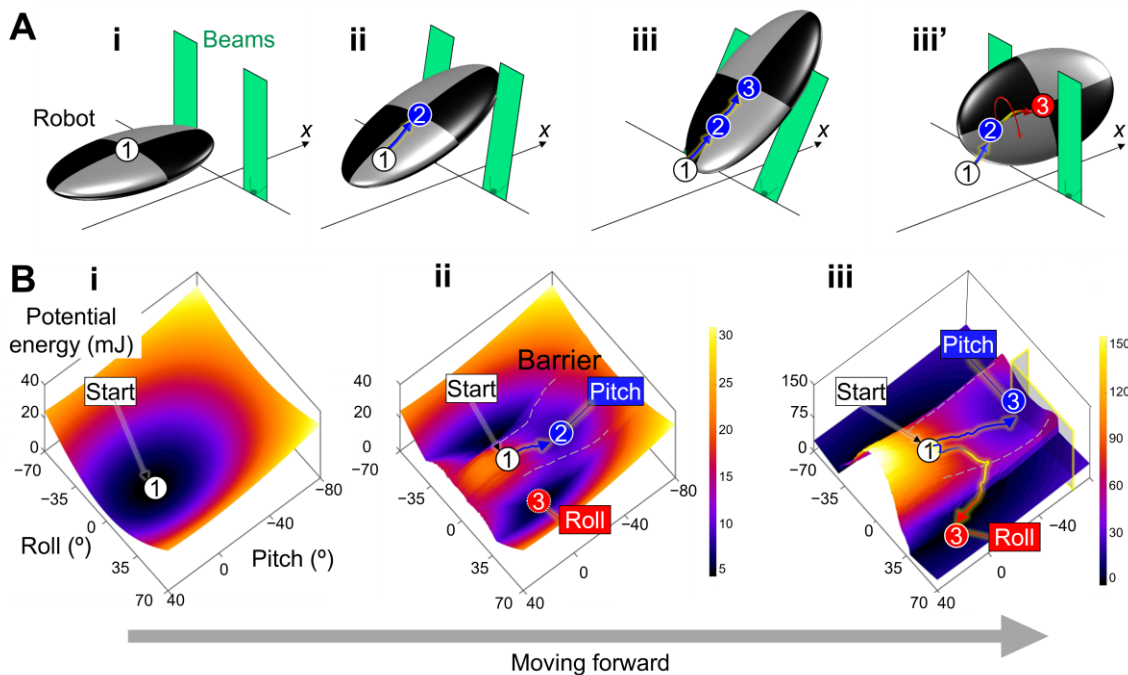 A
i
ii
iii
iii’
Beams
Robot
x
x
x
x
1
1
2
1
2
3
1
2
3
B
i
ii
iii
Potential
energy (mJ)
40
20
0
−70
−35
0
35
70
40
0
−40
−80
Roll (º)
Pitch (º)
Start
1
40
20
0
−70
−35
0
35
70
40
0
−40
−80
Start
Barrier
Pitch
1
2
3
Roll
30
25
20
15
10
5
150
75
0
−70
−35
0
35
70
40
0
−40
Start
Pitch
1
3
3
Roll
150
120
90
60
30
0
Moving forward